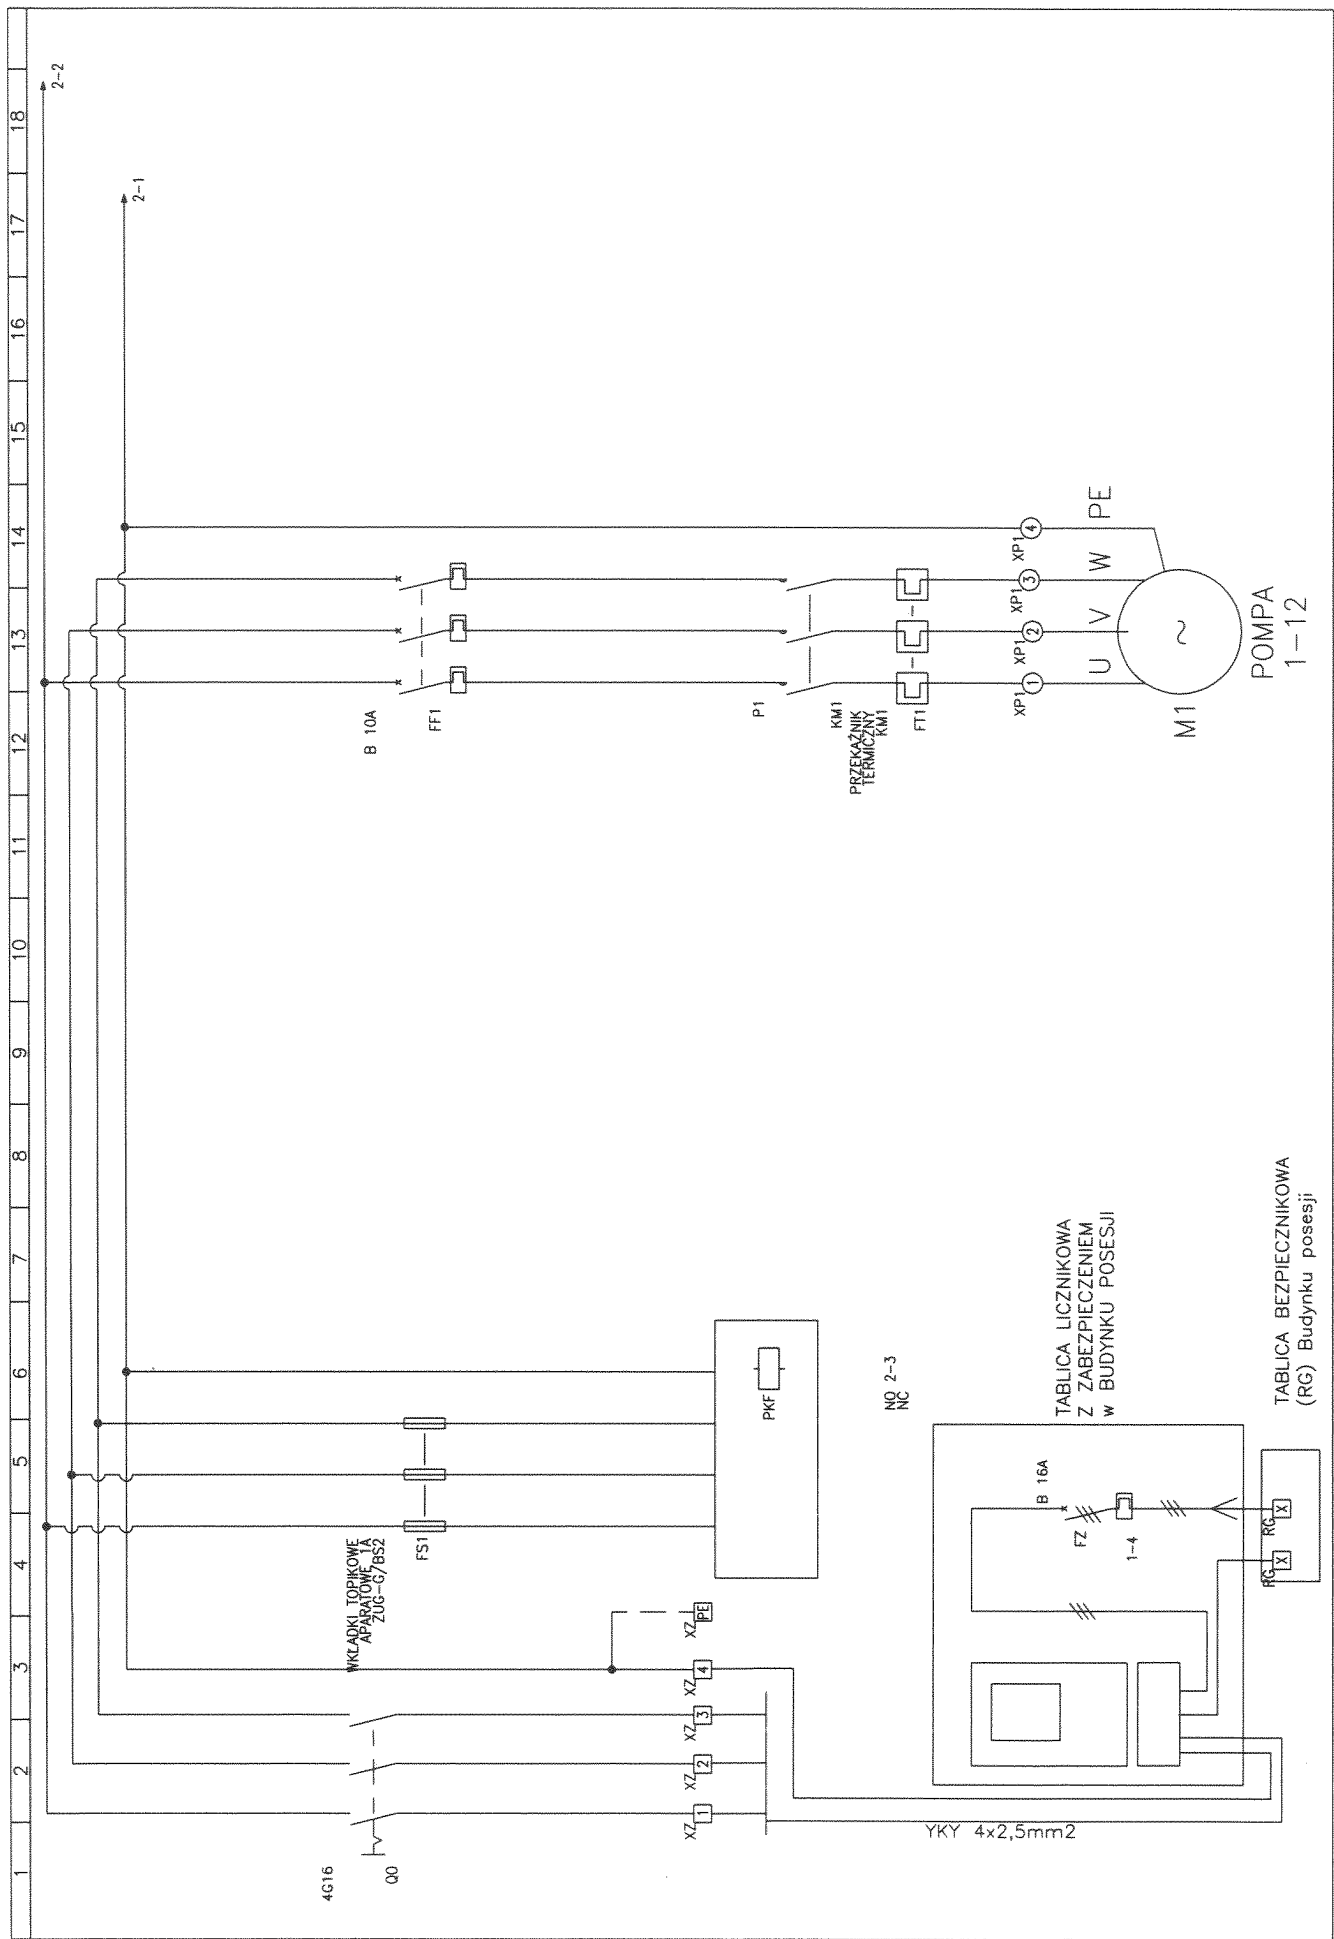 1
2
3
4
5
6
7
8
9
10
11
12
13
14
15
16
17
18
2-2
2-1
4G16
Q0
WKŁADKI TOPIKOWE
APARATOWE 1A
ZUG-G/BS2
FS1
B 10A
FF1
XZ 1
XZ 2
XZ 3
XZ 4
XZ PE
PKF
NO 2-3
NC
P1
KM1
PRZEKAŹNIK
TERMICZNY
KM1
FT1
XP1 1
XP1 2
XP1 3
XP1 4
U
V
W
PE
M1
~
POMPA
1-12
YKY 4x2,5mm2
B 16A
FZ
1-4
TABLICA LICZNIKOWA
Z ZABEZPIECZENIEM
w BUDYNKU POSESJI
RG X
RG X
TABLICA BEZPIECZNIKOWA
(RG) Budynku posesji